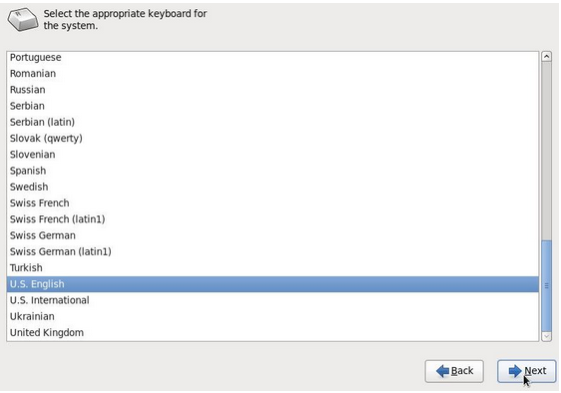 Select the appropriate keyboard for
the system.
Portuguese
Romanian
Russian
Serbian
Serbian (latin)
Slovak (qwerty)
Slovenian
Spanish
Swedish
Swiss French
Swiss French (latin1)
Swiss German
Swiss German (latin1)
Turkish
U.S. English
U.S. International
Ukrainian
United Kingdom
Back
Next